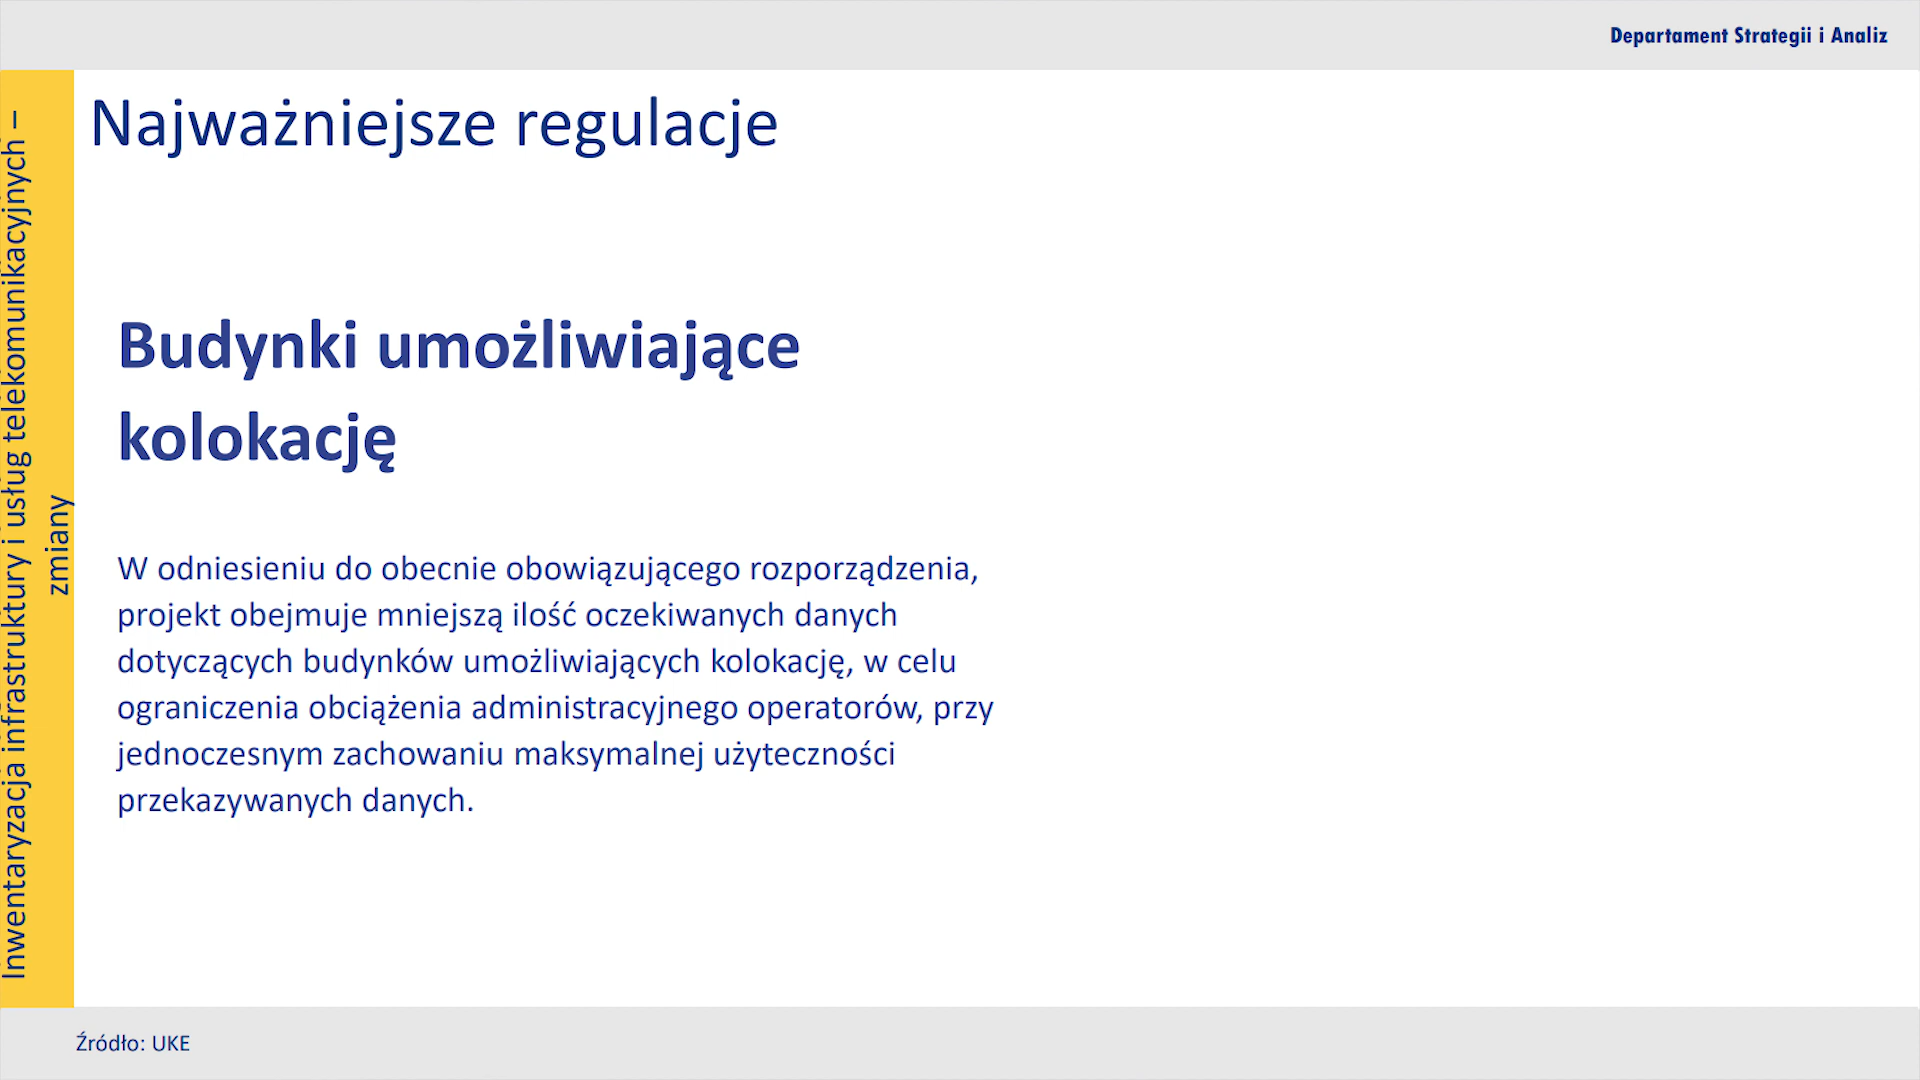 Departament Strategii i Analiz
Najważniejsze regulacje
Inwentaryzacja infrastruktury i usług telekomunikacyjnych –
zmiany
Budynki umożliwiające
kolokację
W odniesieniu do obecnie obowiązującego rozporządzenia,
projekt obejmuje mniejszą ilość oczekiwanych danych
dotyczących budynków umożliwiających kolokację, w celu
ograniczenia obciążenia administracyjnego operatorów, przy
jednoczesnym zachowaniu maksymalnej użyteczności
przekazywanych danych.
Źródło: UKE